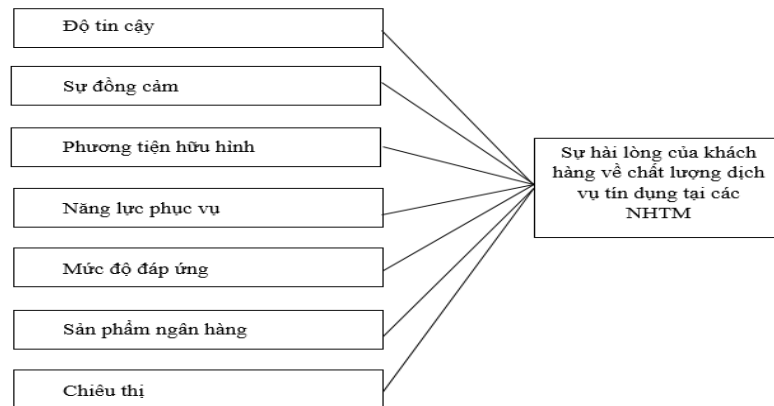 Độ tin cậy
Sự đồng cảm
Phương tiện hữu hình
Năng lực phục vụ
Mức độ đáp ứng
Sản phẩm ngân hàng
Chiêu thị
Sự hài lòng của khách
hàng về chất lượng dịch
vụ tín dụng tại các
NHTM